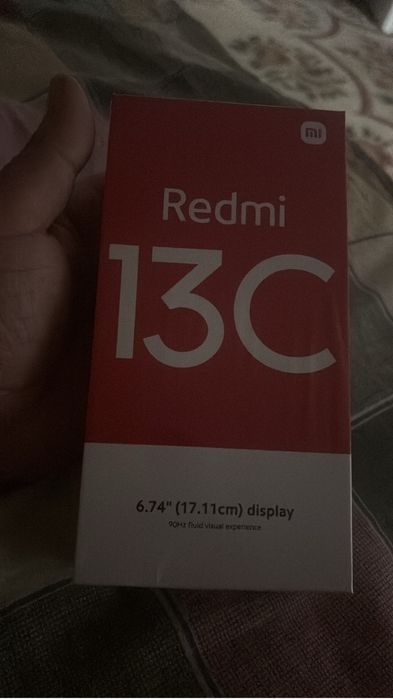 mi
Redmi
13C
6.74" (17.11cm) display
90Hz fluid visual experience